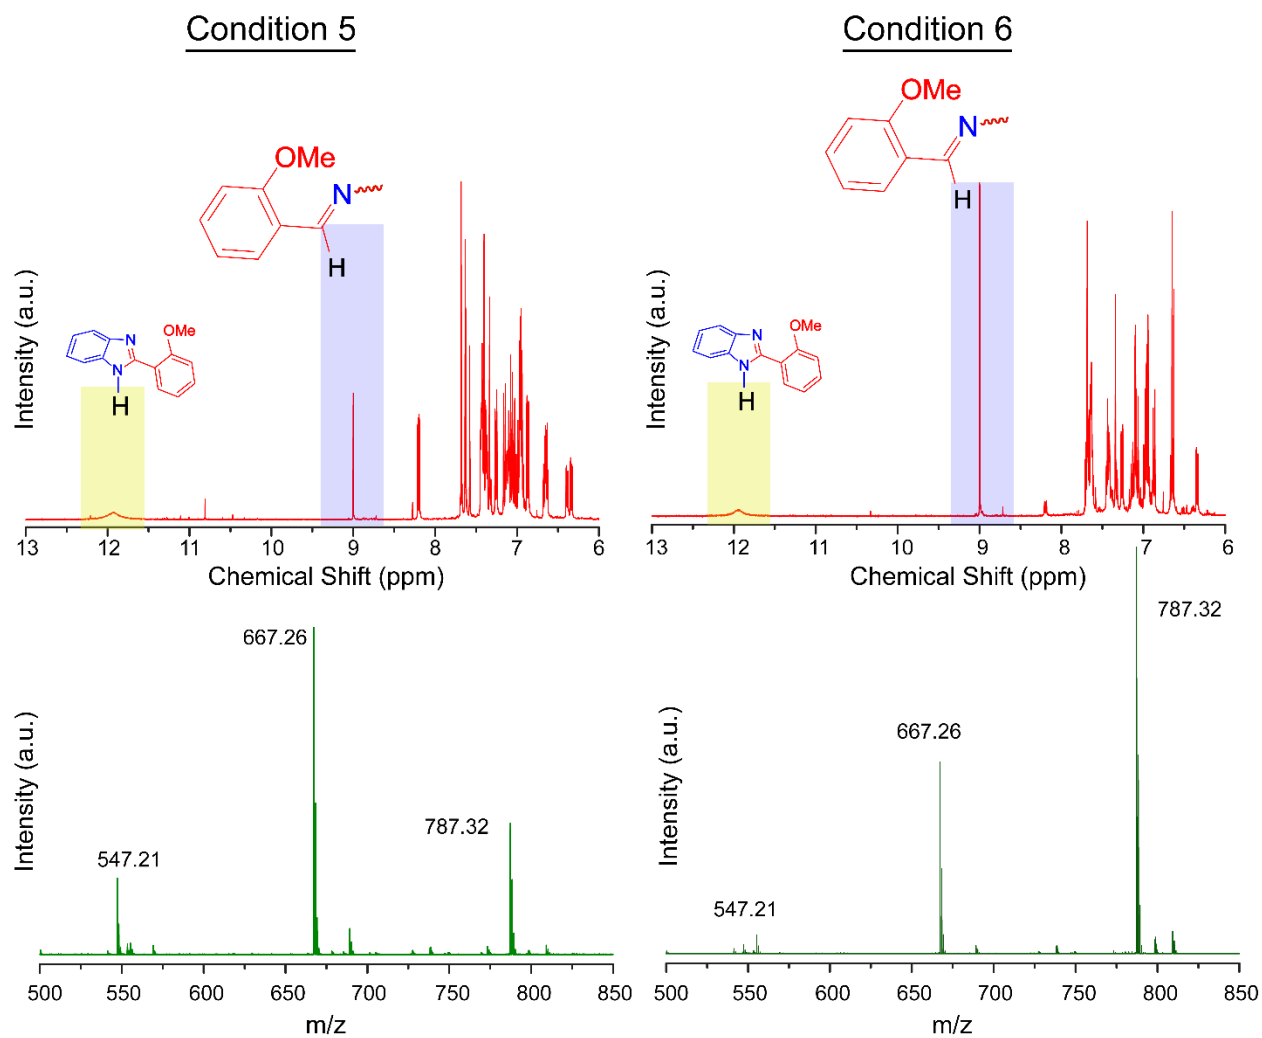 Condition 5
Condition 6
OMe
N
H
N
OMe
N
H
Intensity (a.u.)
13 12 11 10 9 8 7 6
Chemical Shift (ppm)
OMe
N
H
N
OMe
N
H
Intensity (a.u.)
13 12 11 10 9 8 7 6
Chemical Shift (ppm)
667.26
787.32
547.21
Intensity (a.u.)
500 550 600 650 700 750 800 850
m/z
787.32
667.26
547.21
Intensity (a.u.)
500 550 600 650 700 750 800 850
m/z